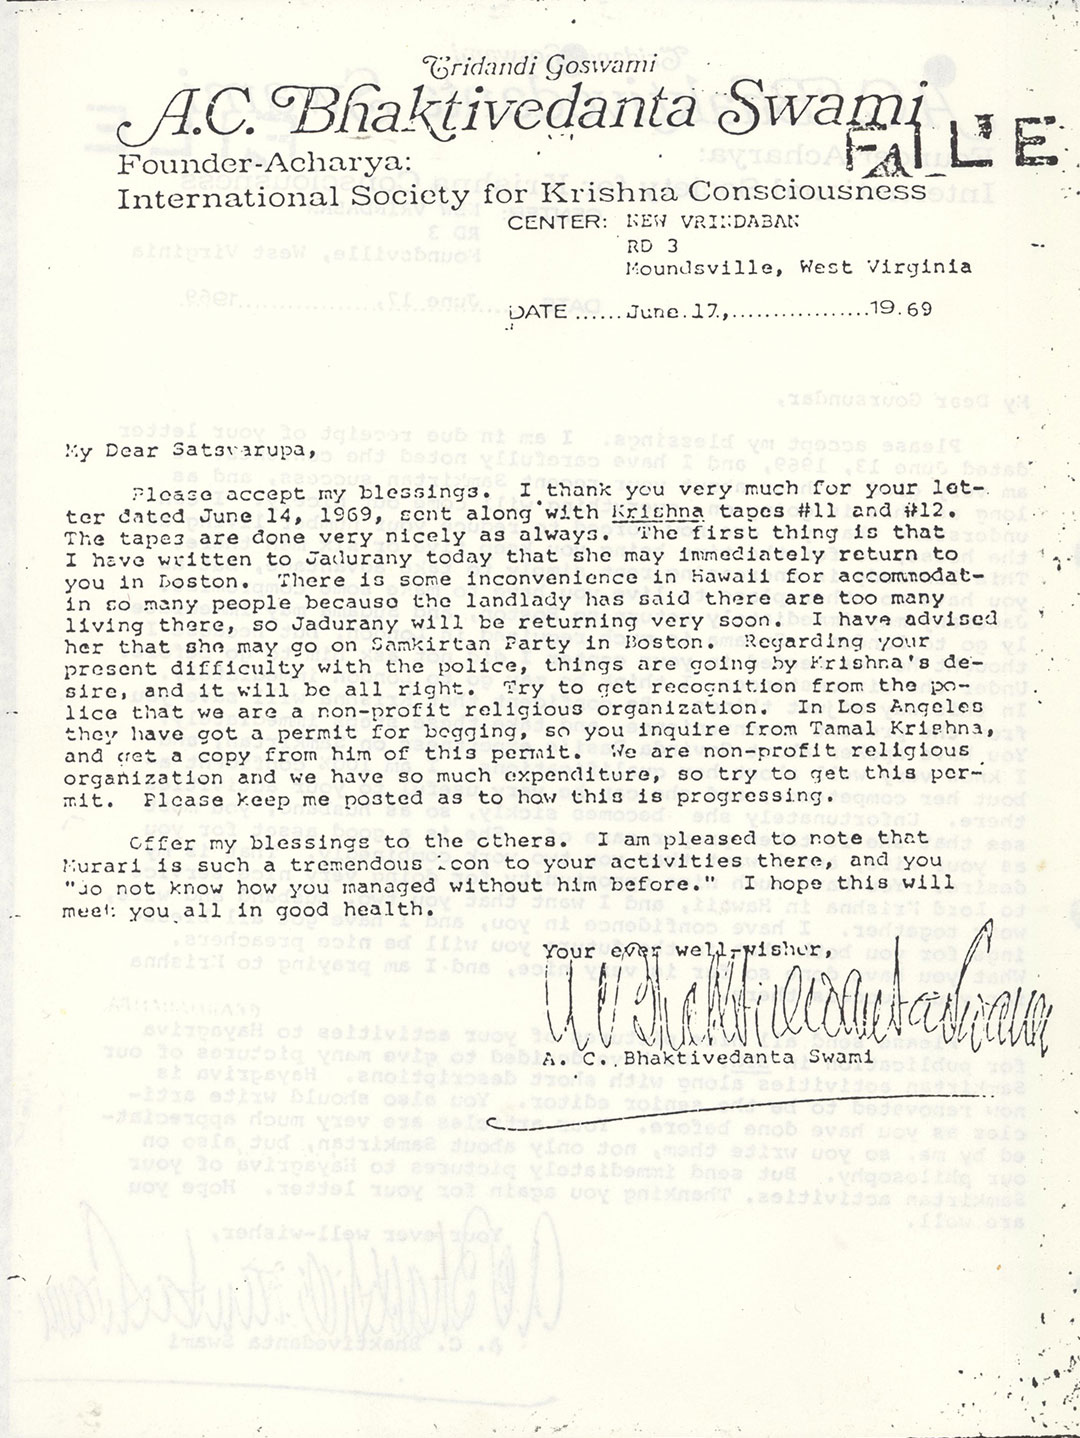 Tridandi Goswami
A.C. Bhaktivedanta Swami
FILE
Founder-Acharya:
International Society for Krishna Consciousness
CENTER: NEW VRINDABAN
RD 3
Moundsville, West Virginia
DATE ......June.17,.................19.69
My Dear Satsvarupa,
Please accept my blessings. I thank you very much for your let-
ter dated June 14, 1969, sent along with Krishna tapes #11 and #12.
The tapes are done very nicely as always. The first thing is that
I have written to Jadurany today that she may immediately return to
you in Boston. There is some inconvenience in Hawaii for accommodat-
in so many people because the landlady has said there are too many
living there, so Jadurany will be returning very soon. I have advised
her that she may go on Samkirtan Party in Boston. Regarding your
present difficulty with the police, things are going by Krishna's de-
sire, and it will be all right. Try to get recognition from the po-
lice that we are a non-profit religious organization. In Los Angeles
they have got a permit for begging, so you inquire from Tamal Krishna,
and get a copy from him of this permit. We are non-profit religious
organization and we have so much expenditure, so try to get this per-
mit. Please keep me posted as to how this is progressing.
Offer my blessings to the others. I am pleased to note that
Murari is such a tremendous icon to your activities there, and you
"do not know how you managed without him before." I hope this will
meet you all in good health.
Your ever well-wisher,
A C Bhaktivedanta Swami
A. C. Bhaktivedanta Swami